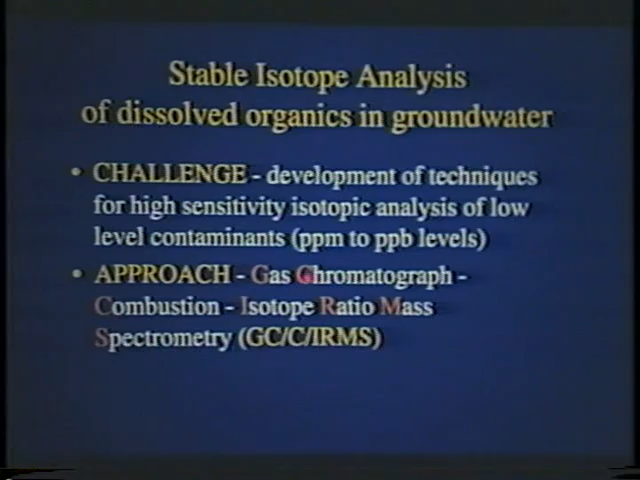 Stable Isotope Analysis
of dissolved organics in groundwater
• CHALLENGE - development of techniques
for high sensitivity isotopic analysis of low
level contaminants (ppm to ppb levels)
• APPROACH - Gas Chromatograph -
Combustion - Isotope Ratio Mass
Spectrometry (GC/C/IRMS)